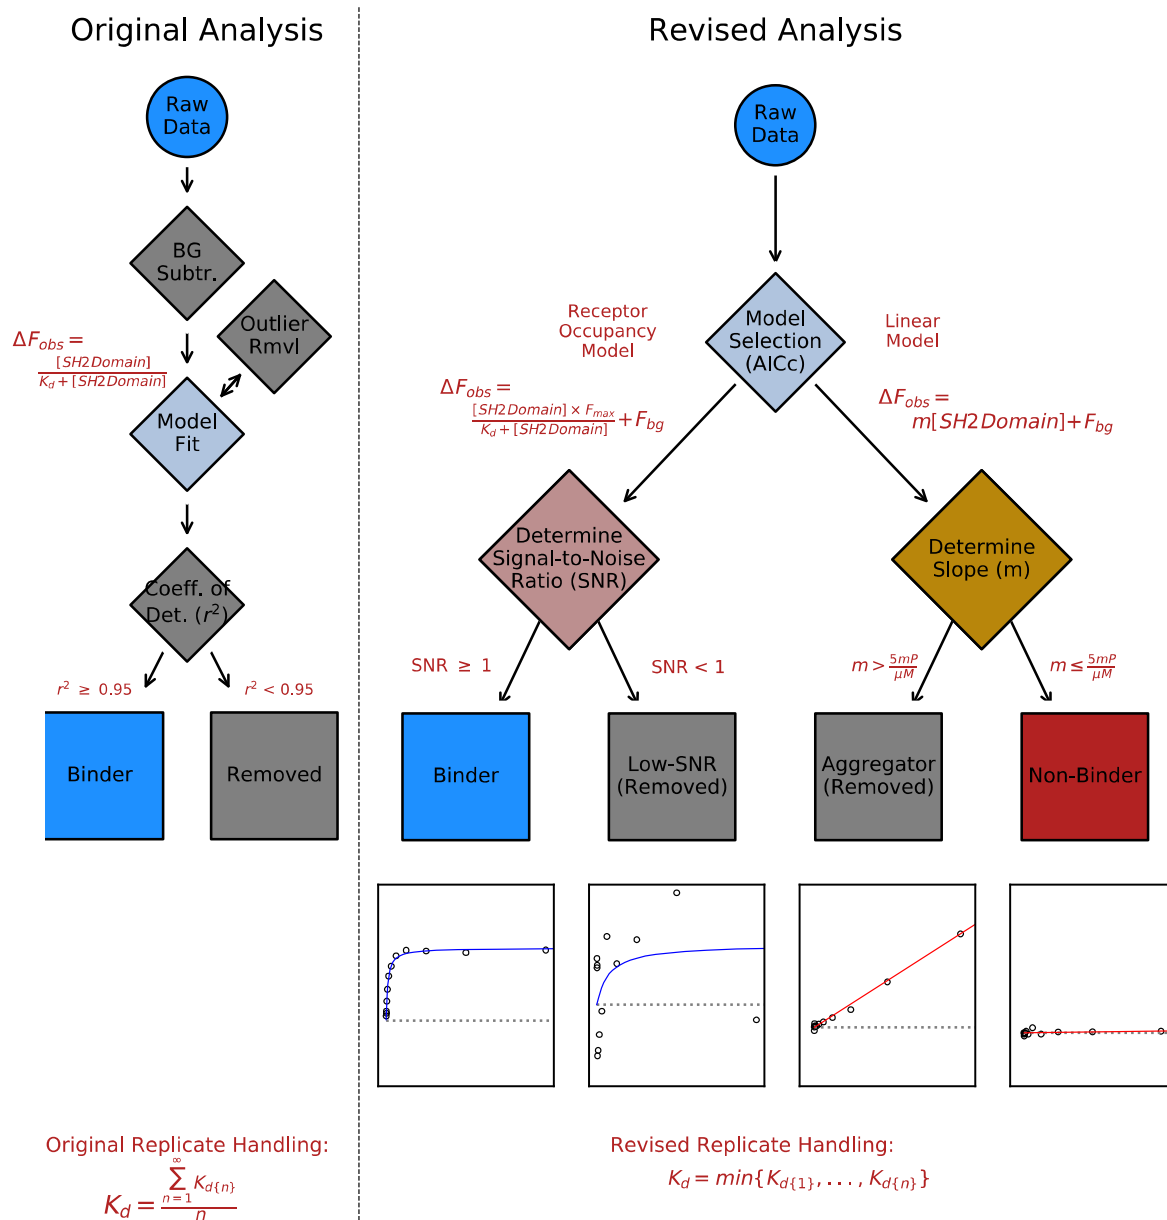 Original Analysis
Raw
Data
BG
Subtr.
Outlier
Rmvl
ΔF_obs =
[SH2Domain]
K_d + [SH2Domain]
Model
Fit
Coeff. of
Det. (r²)
r² ≥ 0.95
r² < 0.95
Binder
Removed
Original Replicate Handling:
K_d = ∑_{n=1}^{∞} K_{d{n}} / n
Revised Analysis
Raw
Data
Model
Selection
(AICc)
Receptor
Occupancy
Model
Linear
Model
ΔF_obs =
[SH2Domain] × F_max / K_d + [SH2Domain] + F_bg
ΔF_obs =
m[SH2Domain] + F_bg
Determine
Signal-to-Noise
Ratio (SNR)
Determine
Slope (m)
SNR ≥ 1
SNR < 1
m > 5mP/μM
m ≤ 5mP/μM
Binder
Low-SNR
(Removed)
Aggregator
(Removed)
Non-Binder
Revised Replicate Handling:
K_d = min{K_{d{1}}, . . . , K_{d{n}}}